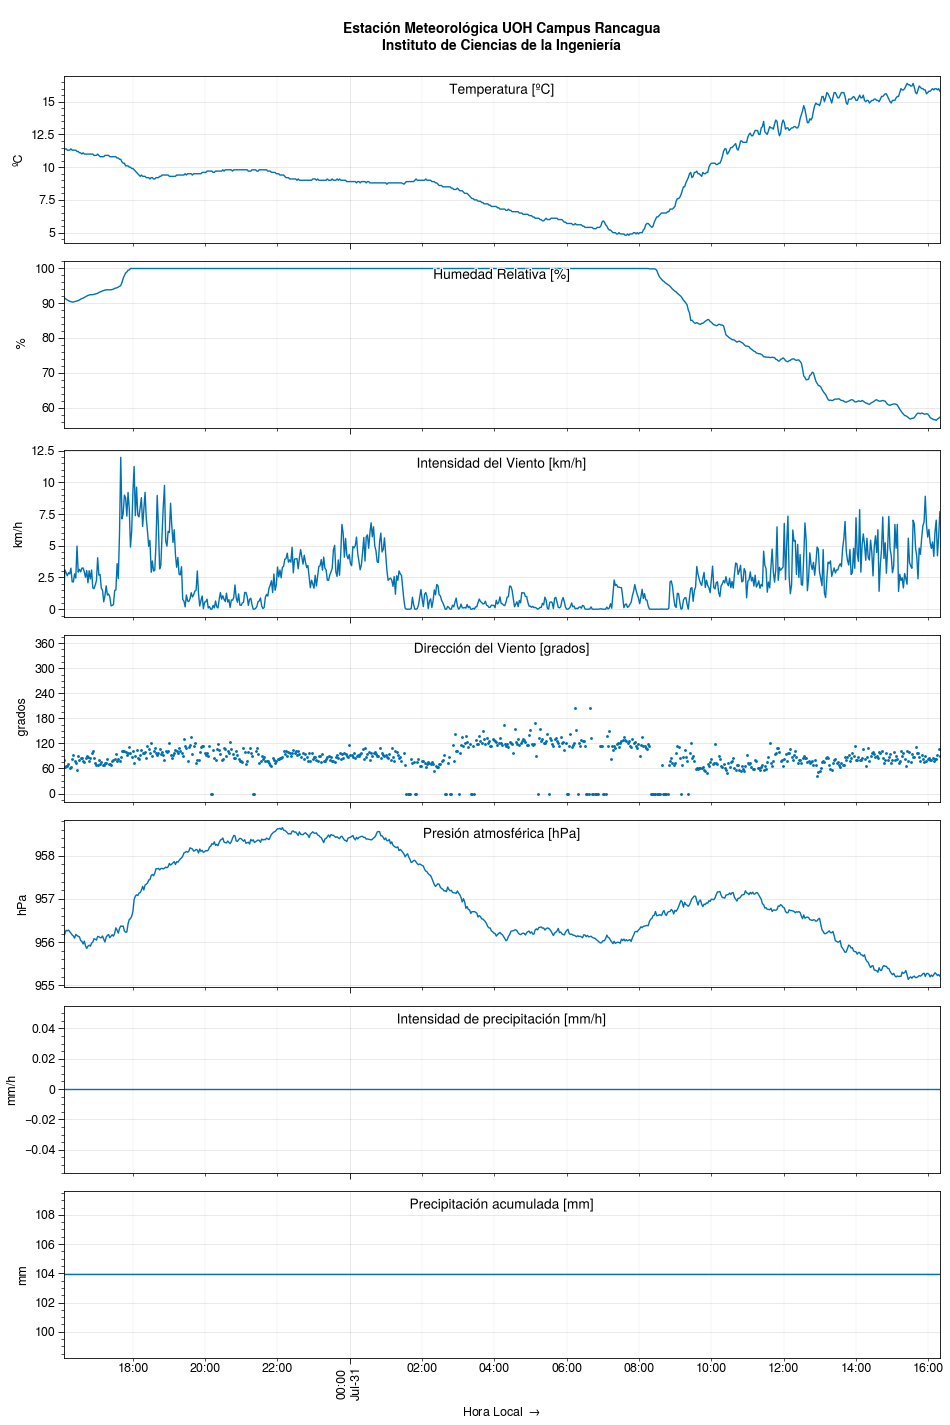 Estación Meteorológica UOH Campus Rancagua
Instituto de Ciencias de la Ingeniería
Temperatura [ºC]
15
12.5
10
7.5
5
ºC
Humedad Relativa [%]
100
90
80
70
60
%
Intensidad del Viento [km/h]
12.5
10
7.5
5
2.5
0
km/h
Dirección del Viento [grados]
360
300
240
180
120
60
0
grados
Presión atmosférica [hPa]
958
957
956
955
hPa
Intensidad de precipitación [mm/h]
0.04
0.02
0
−0.02
−0.04
mm/h
Precipitación acumulada [mm]
108
106
104
102
100
mm
18:00
20:00
22:00
00:00
Jul-31
02:00
04:00
06:00
08:00
10:00
12:00
14:00
16:00
Hora Local →